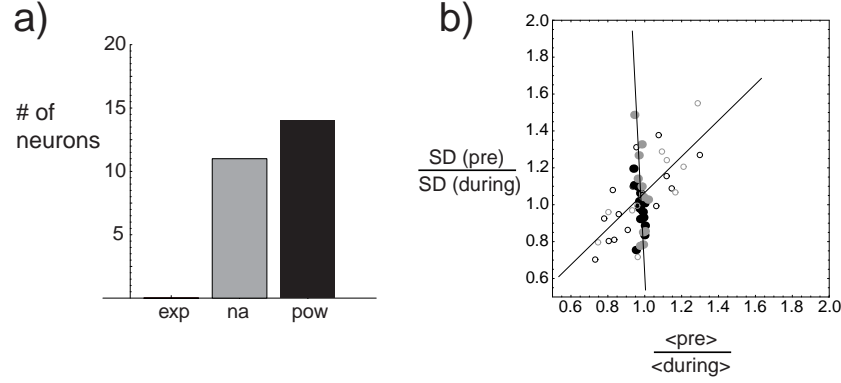 a)
20
15
10
5
# of
neurons
exp na pow
b)
2.0
1.8
1.6
1.4
1.2
1.0
0.8
0.6
SD (pre)
SD (during)
0.6 0.8 1.0 1.2 1.4 1.6 1.8 2.0
<pre>
<during>